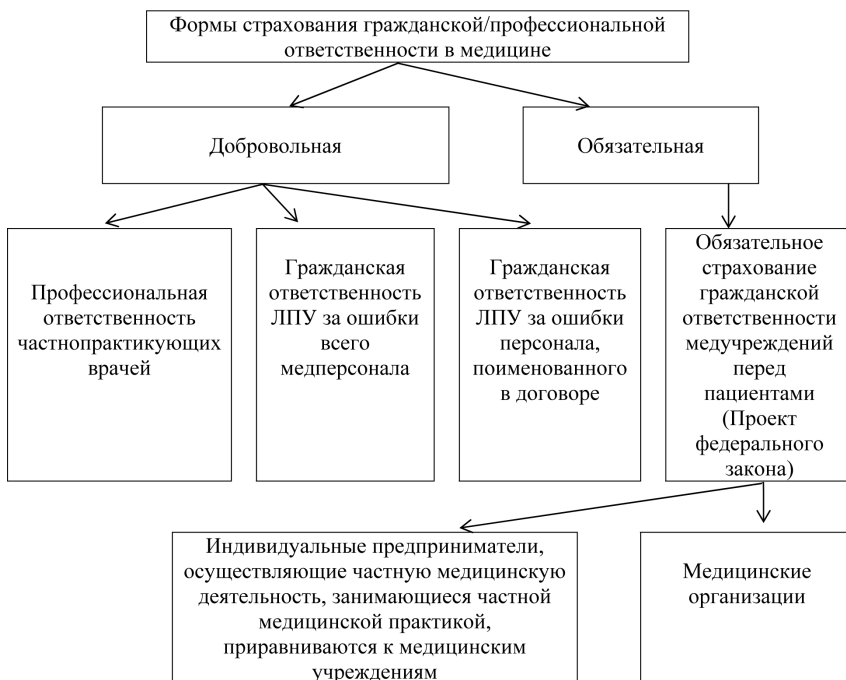 Формы страхования гражданской/профессиональной
ответственности в медицине
Добровольная
Обязательная
Профессиональная
ответственность
частнопрактикующих
врачей
Гражданская
ответственность
ЛПУ за ошибки
всего
медперсонала
Гражданская
ответственность
ЛПУ за ошибки
персонала,
поименованного
в договоре
Обязательное
страхование
гражданской
ответственности
медучреждений
перед
пациентами
(Проект
федерального
закона)
Индивидуальные предприниматели,
осуществляющие частную медицинскую
деятельность, занимающиеся частной
медицинской практикой,
приравниваются к медицинским
учреждениям
Медицинские
организации